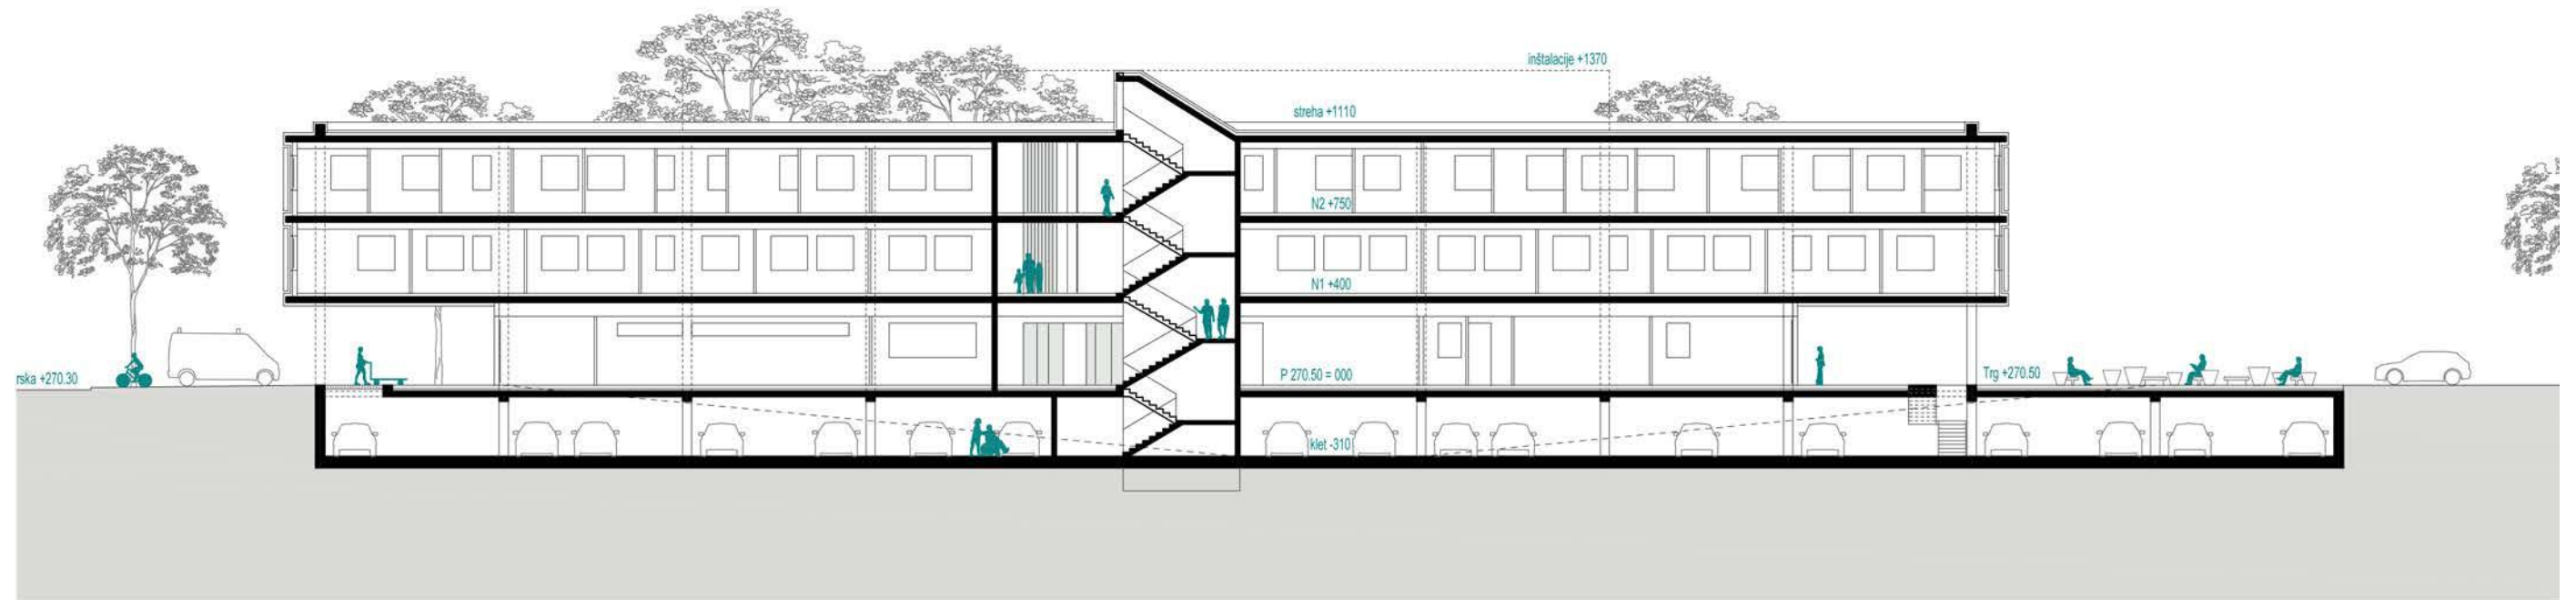 inštalacije +1370
streha +1110
N2 +750
N1 +400
P 270.50 = 000
rska +270.30
Trg +270.50
klet -310